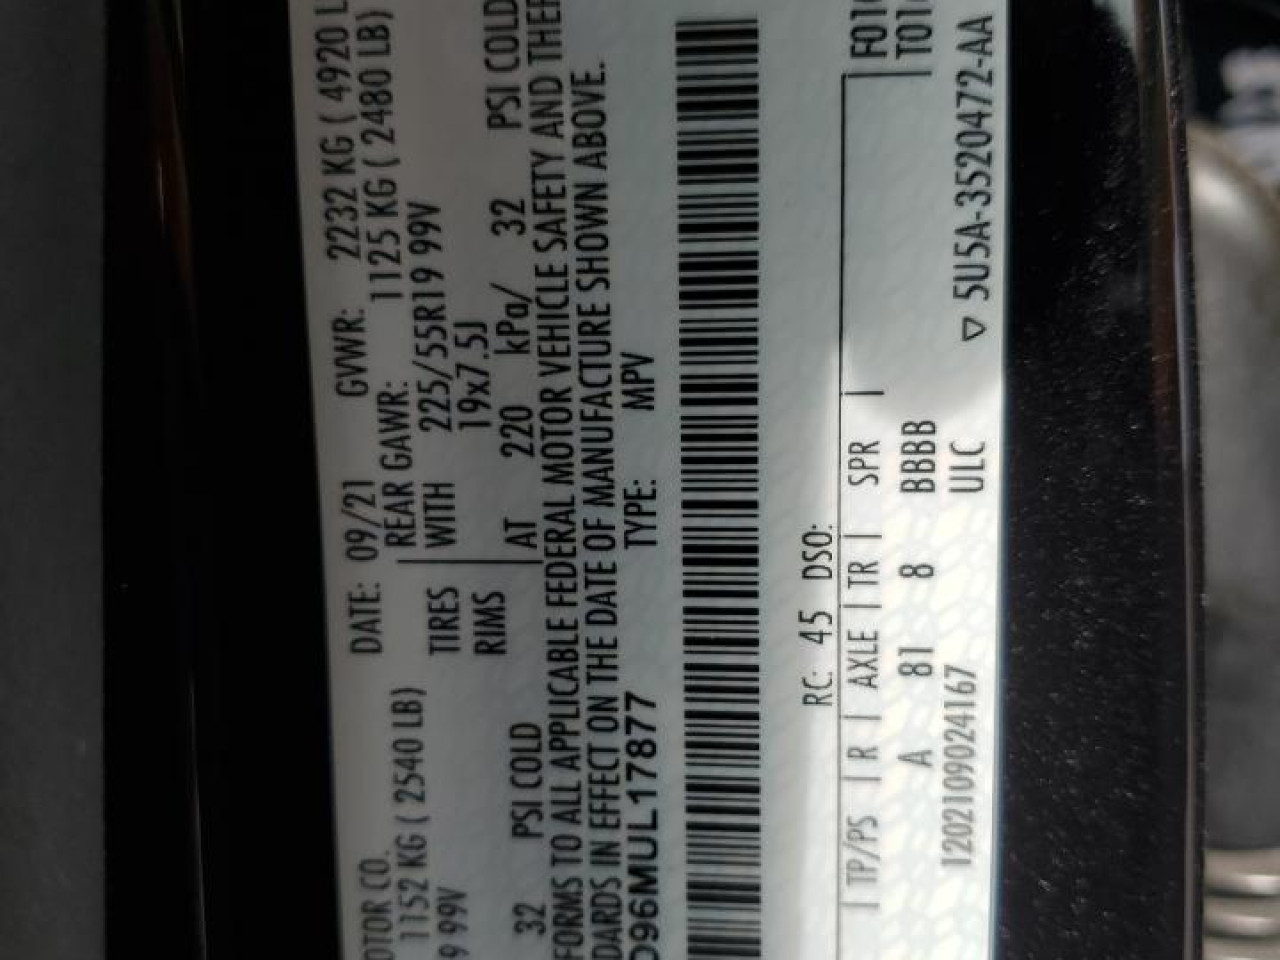 OTOR CO. DATE: 09/21 GVWR: 2232 KG ( 4920 L
1152 KG ( 2540 LB) REAR GAWR: 1125 KG ( 2480 LB)
9 99V TIRES WITH 225/55R19 99V
RIMS 19x7.5J
32 PSI COLD AT 220 kPa/ 32 PSI COLD
FORMS TO ALL APPLICABLE FEDERAL MOTOR VEHICLE SAFETY AND THEF
DARDS IN EFFECT ON THE DATE OF MANUFACTURE SHOWN ABOVE.
D96MUL17877 TYPE: MPV
RC: 45 DSO:
TP/PS | R | AXLE | TR | SPR | F010
A 81 8 BBBB T01
1202109024167 ULC ▽ 5U5A-3520472-AA